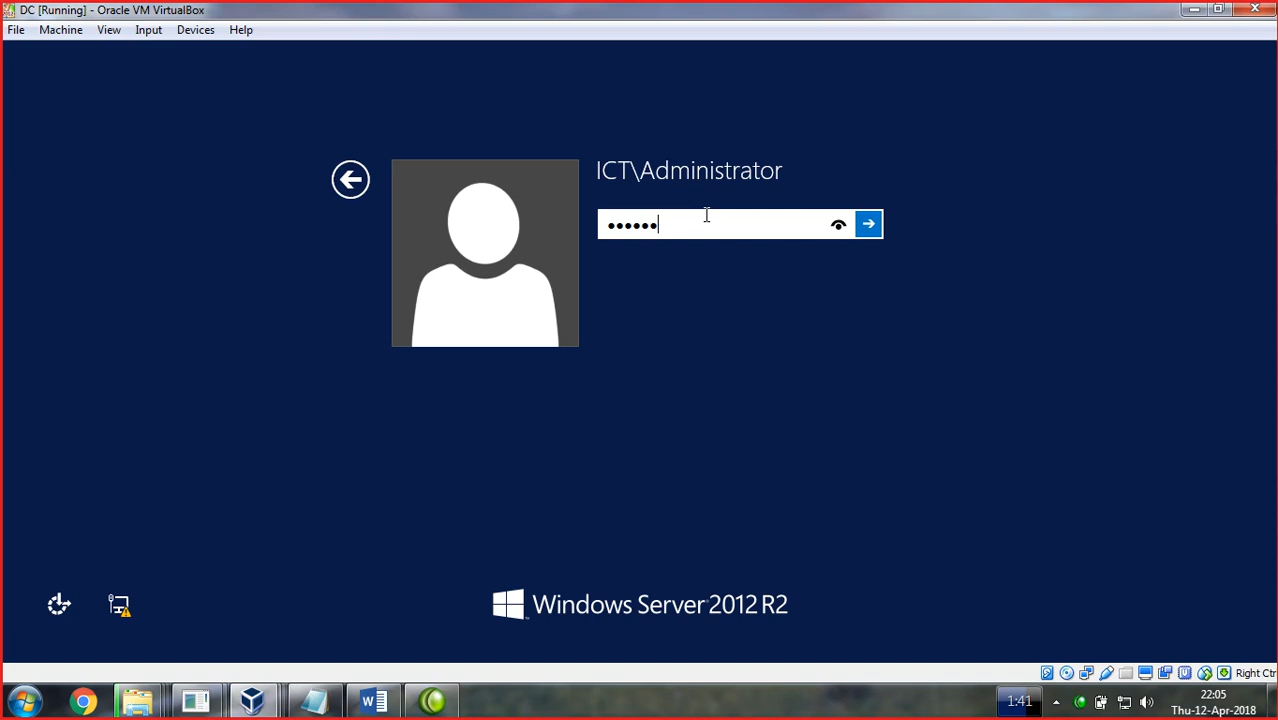 DC [Running] - Oracle VM VirtualBox
File Machine View Input Devices Help
ICT\Administrator
••••••
Windows Server 2012 R2
Right Ctr
1:41
22:05
Thu-12-Apr-2018